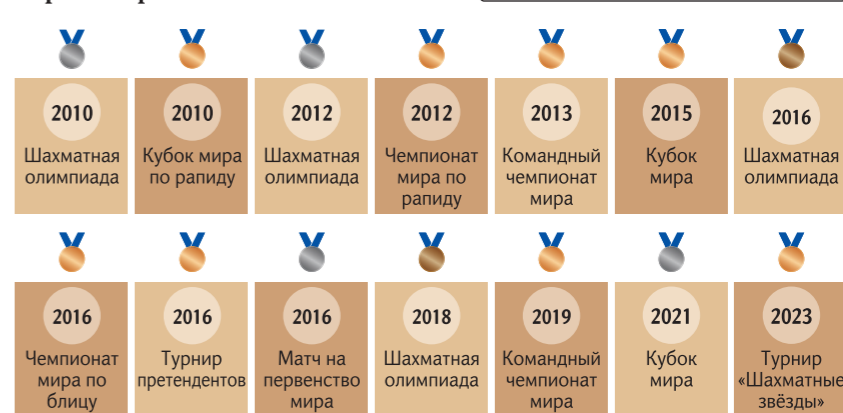 2010
Шахматная
олимпиада
2010
Кубок мира
по рапиду
2012
Шахматная
олимпиада
2012
Чемпионат
мира по
рапиду
2013
Командный
чемпионат
мира
2015
Кубок
мира
2016
Шахматная
олимпиада
2016
Чемпионат
мира по
блицу
2016
Турнир
претендентов
2016
Матч на
первенство
мира
2018
Шахматная
олимпиада
2019
Командный
чемпионат
мира
2021
Кубок
мира
2023
Турнир
«Шахматные
звёзды»